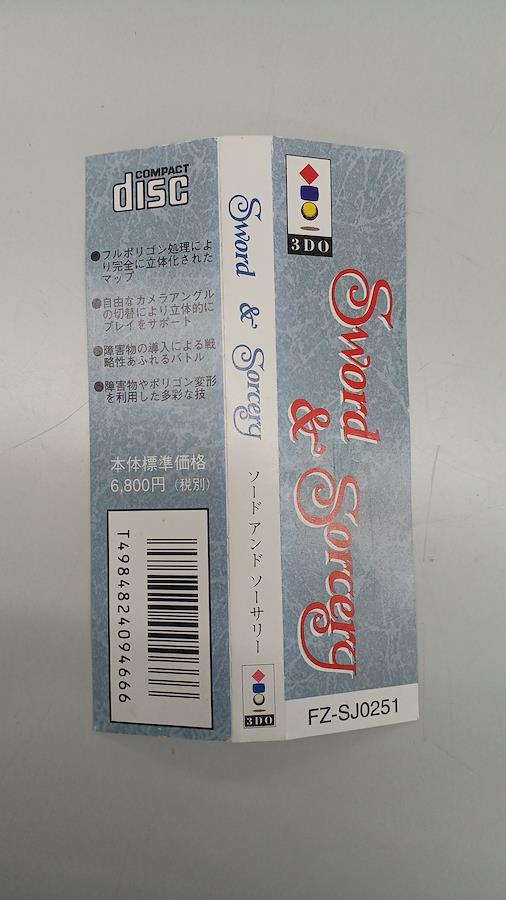 COMPACT
disc
●フルポリゴン処理によ
り完全に立体化された
マップ
●自由なカメラアングル
の切替により立体的に
プレイをサポート
●障害物の導入による戦
略性あふれるバトル
●障害物やポリゴン変形
を利用した多彩な技
本体標準価格
6,800円（税別）
T4984824094666
Sword & Sorcery
ソード アンド ソーサリー
3DO
3DO
Sword & Sorcery
FZ-SJ0251